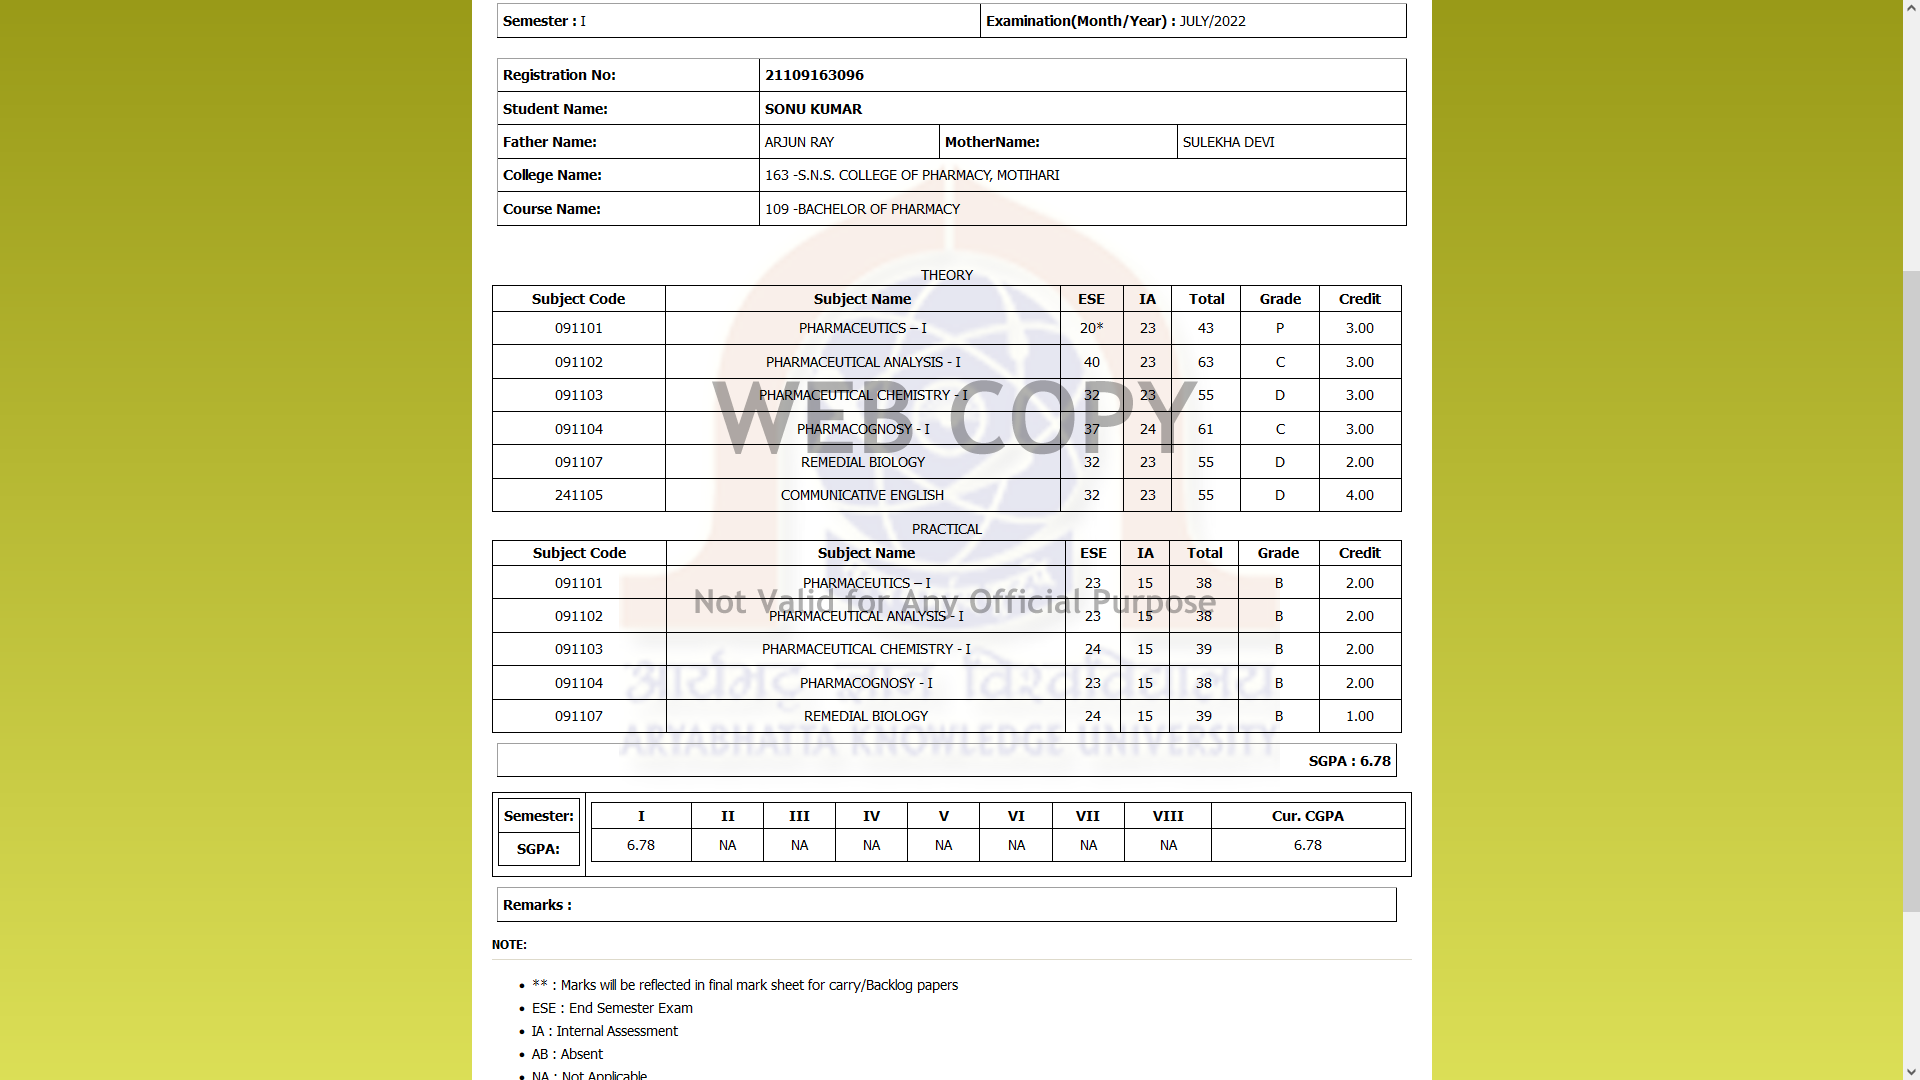 Semester : I Examination(Month/Year) : JULY/2022
Registration No: 21109163096
Student Name: SONU KUMAR
Father Name: ARJUN RAY MotherName: SULEKHA DEVI
College Name: 163 -S.N.S. COLLEGE OF PHARMACY, MOTIHARI
Course Name: 109 -BACHELOR OF PHARMACY
THEORY
Subject Code Subject Name ESE IA Total Grade Credit
091101 PHARMACEUTICS – I 20* 23 43 P 3.00
091102 PHARMACEUTICAL ANALYSIS - I 40 23 63 C 3.00
091103 PHARMACEUTICAL CHEMISTRY - I 32 23 55 D 3.00
WEB COPY
091104 PHARMACOGNOSY - I 37 24 61 C 3.00
091107 REMEDIAL BIOLOGY 32 23 55 D 2.00
241105 COMMUNICATIVE ENGLISH 32 23 55 D 4.00
PRACTICAL
Subject Code Subject Name ESE IA Total Grade Credit
091101 PHARMACEUTICS – I 23 15 38 B 2.00
Not Valid for Any Official Purpose
091102 PHARMACEUTICAL ANALYSIS - I 23 15 38 B 2.00
091103 PHARMACEUTICAL CHEMISTRY - I 24 15 39 B 2.00
आर्यभट्ट ज्ञान विश्वविद्यालय
091104 PHARMACOGNOSY - I 23 15 38 B 2.00
091107 REMEDIAL BIOLOGY 24 15 39 B 1.00
ARYABHATTA KNOWLEDGE UNIVERSITY
SGPA : 6.78
Semester: I II III IV V VI VII VIII Cur. CGPA
SGPA: 6.78 NA NA NA NA NA NA NA 6.78
Remarks :
NOTE:
• ** : Marks will be reflected in final mark sheet for carry/Backlog papers
• ESE : End Semester Exam
• IA : Internal Assessment
• AB : Absent
• NA : Not Applicable